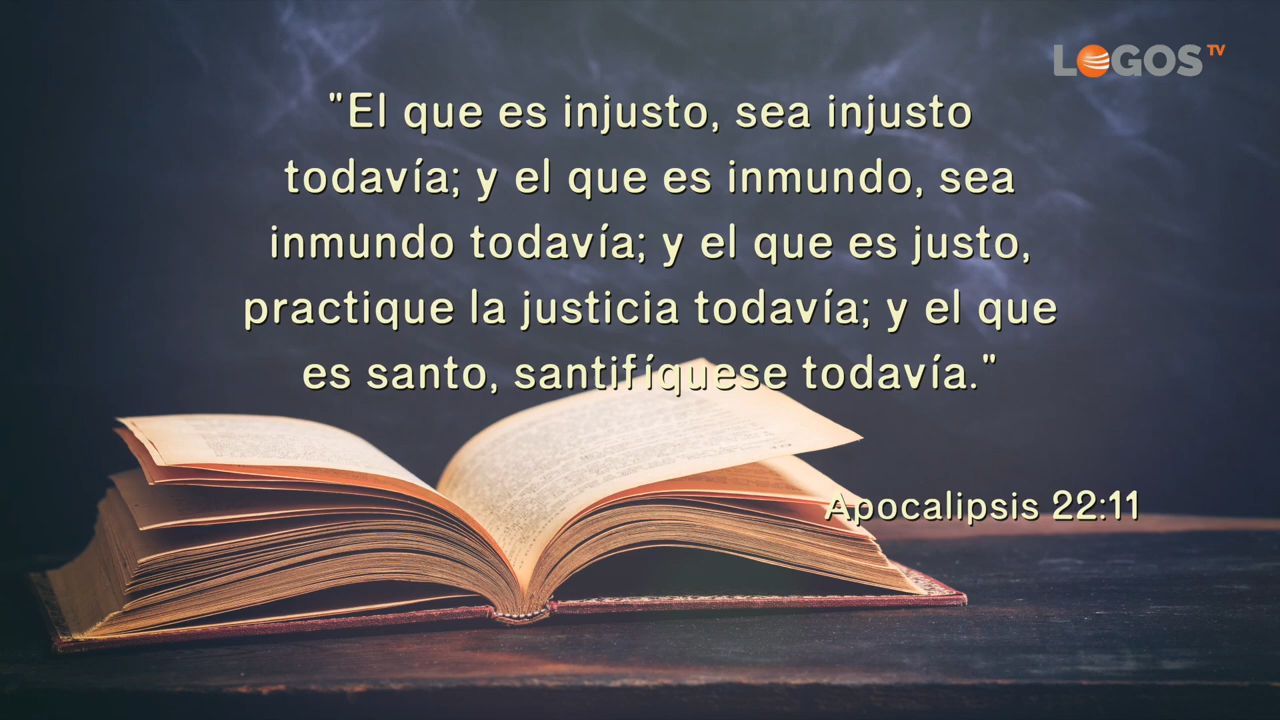 LOGOS TV
"El que es injusto, sea injusto
todavía; y el que es inmundo, sea
inmundo todavía; y el que es justo,
practique la justicia todavía; y el que
es santo, santifíquese todavía."
Apocalipsis 22:11